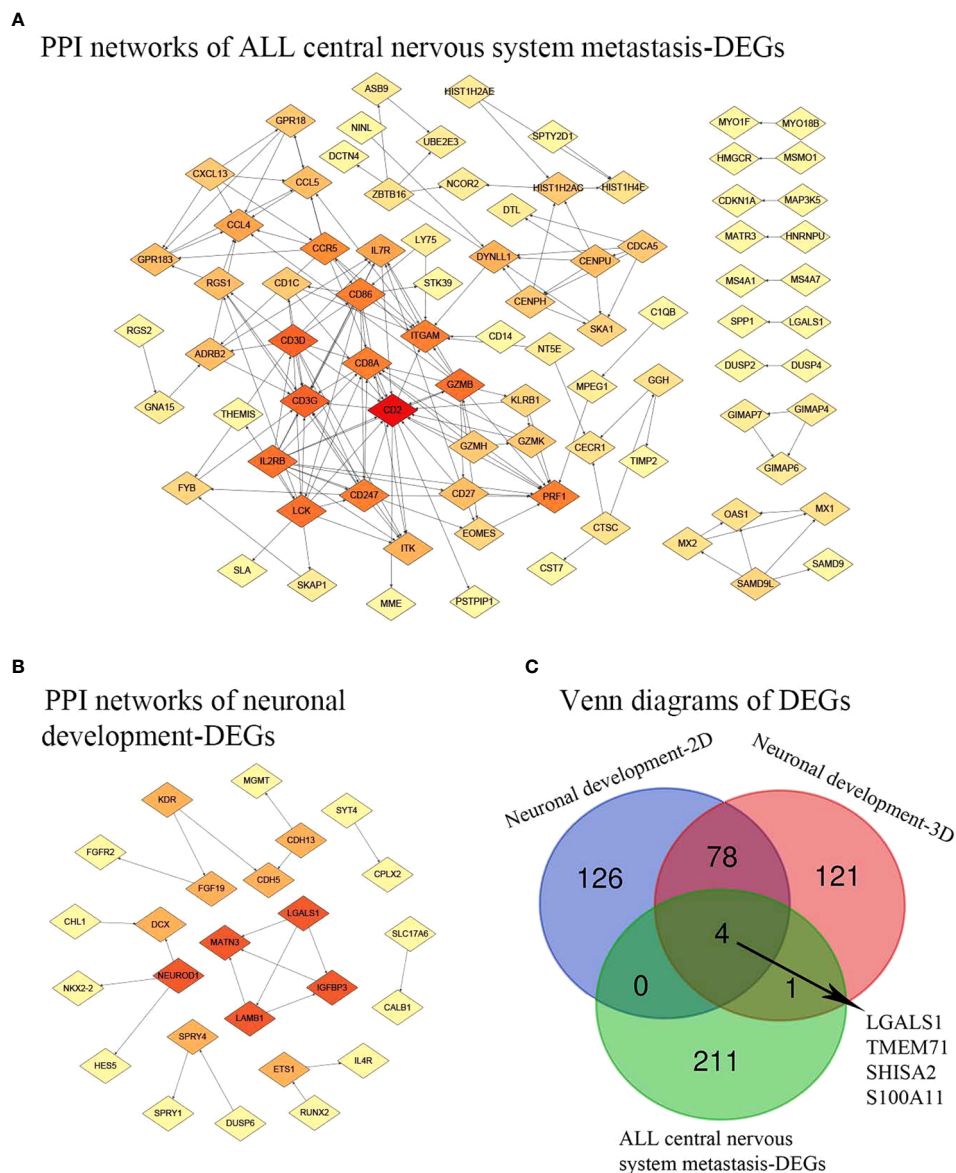 A
PPI networks of ALL central nervous system metastasis-DEGs
ASB9
HIST1H2AE
GPR18
NINL
SPTY2D1
MYO1F
MYO18B
UBE2E3
DCTN4
HMGCR
MSMO1
CXCL13
CCL5
ZBTB16
NCOR2
HIST1H2AC
HIST1H4E
CDKN1A
MAP3K5
DTL
CCL4
MATR3
HNRNPU
CCR5
IL7R
LY75
CDCA5
GPR183
DYNLL1
CENPU
RGS1
CD1C
STK39
MS4A1
MS4A7
CD86
CENPH
C1QB
SPP1
LGALS1
RGS2
CD3D
ITGAM
CD14
SKA1
ADRB2
NT5E
CD8A
DUSP2
DUSP4
GZMB
MPEG1
GGH
GNA15
THEMIS
CD3G
CD2
KLRB1
GIMAP7
GIMAP4
GZMH
GZMK
CECR1
TIMP2
IL2RB
GIMAP6
FYB
CD247
CD27
PRF1
LCK
OAS1
MX1
EOMES
CTSC
ITK
MX2
SLA
SKAP1
CST7
SAMD9
MME
PSTPIP1
SAMD9L
B
PPI networks of neuronal
development-DEGs
MGMT
KDR
SYT4
CDH13
FGFR2
FGF19
CDH5
CPLX2
LGALS1
CHL1
DCX
SLC17A6
MATN3
NEUROD1
IGFBP3
NKX2-2
CALB1
LAMB1
SPRY4
HES5
IL4R
ETS1
SPRY1
DUSP6
RUNX2
C
Venn diagrams of DEGs
Neuronal development-2D
Neuronal development-3D
126
78
121
4
0
1
211
LGALS1
TMEM71
SHISA2
S100A11
ALL central nervous
system metastasis-DEGs